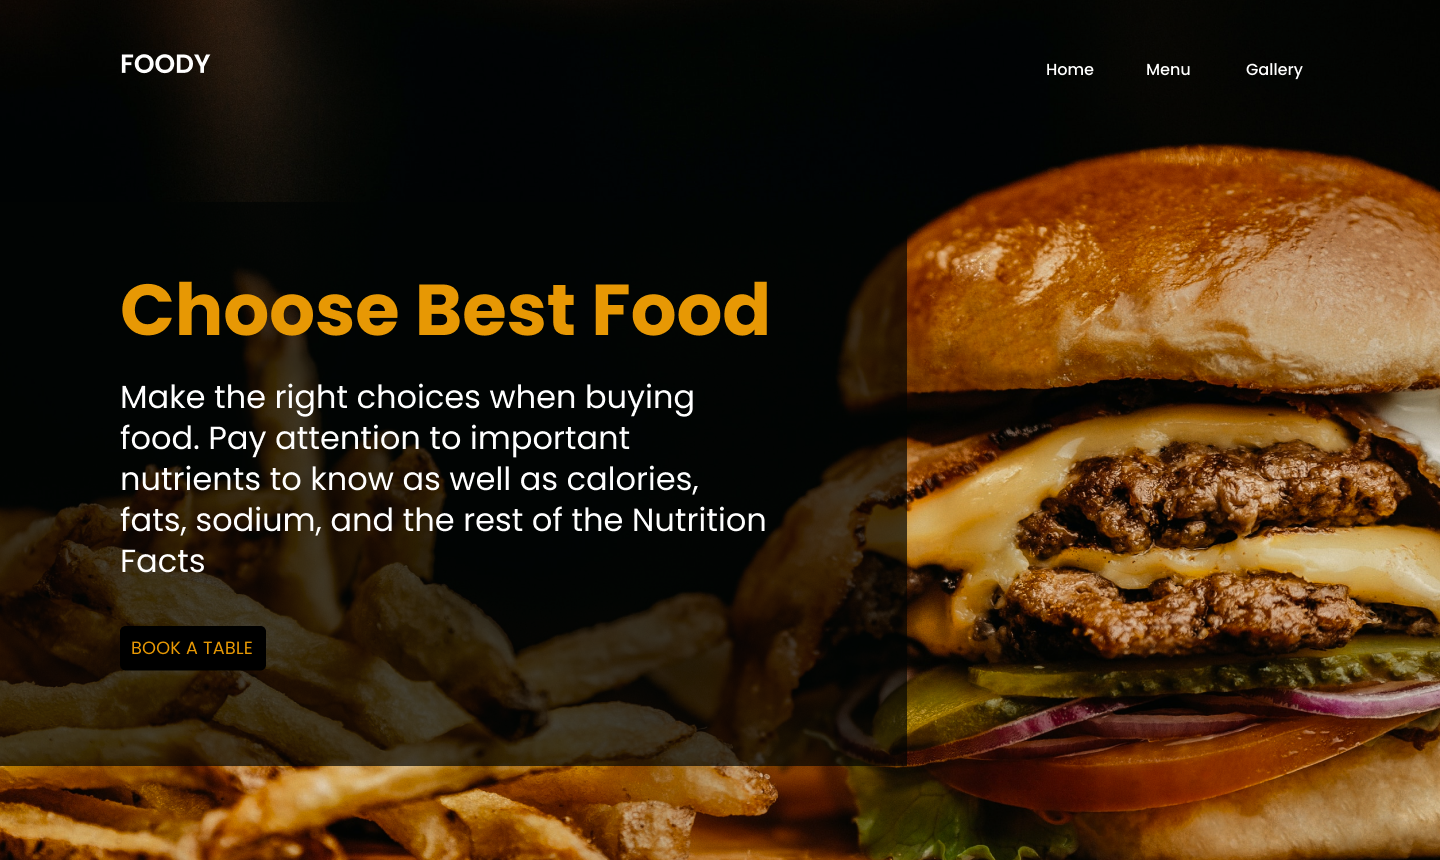 FOODY
Home Menu Gallery
Choose Best Food
Make the right choices when buying
food. Pay attention to important
nutrients to know as well as calories,
fats, sodium, and the rest of the Nutrition
Facts
BOOK A TABLE